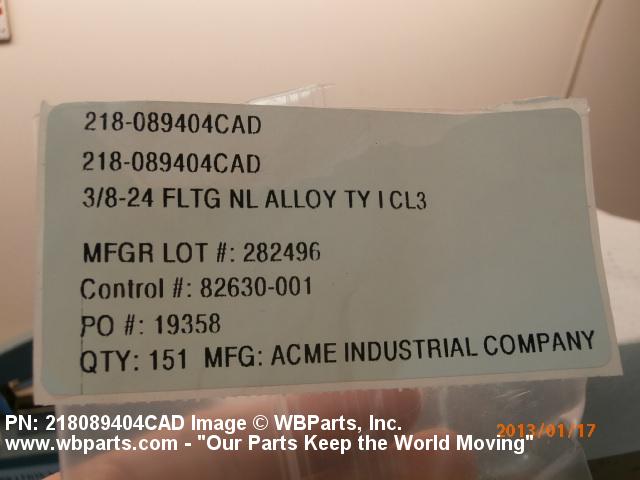 218-089404CAD
218-089404CAD
3/8-24 FLTG NL ALLOY TY I CL3
MFGR LOT #: 282496
Control #: 82630-001
PO #: 19358
QTY: 151 MFG: ACME INDUSTRIAL COMPANY
PN: 218089404CAD Image © WBParts, Inc.
2013/01/17
www.wbparts.com - "Our Parts Keep the World Moving"